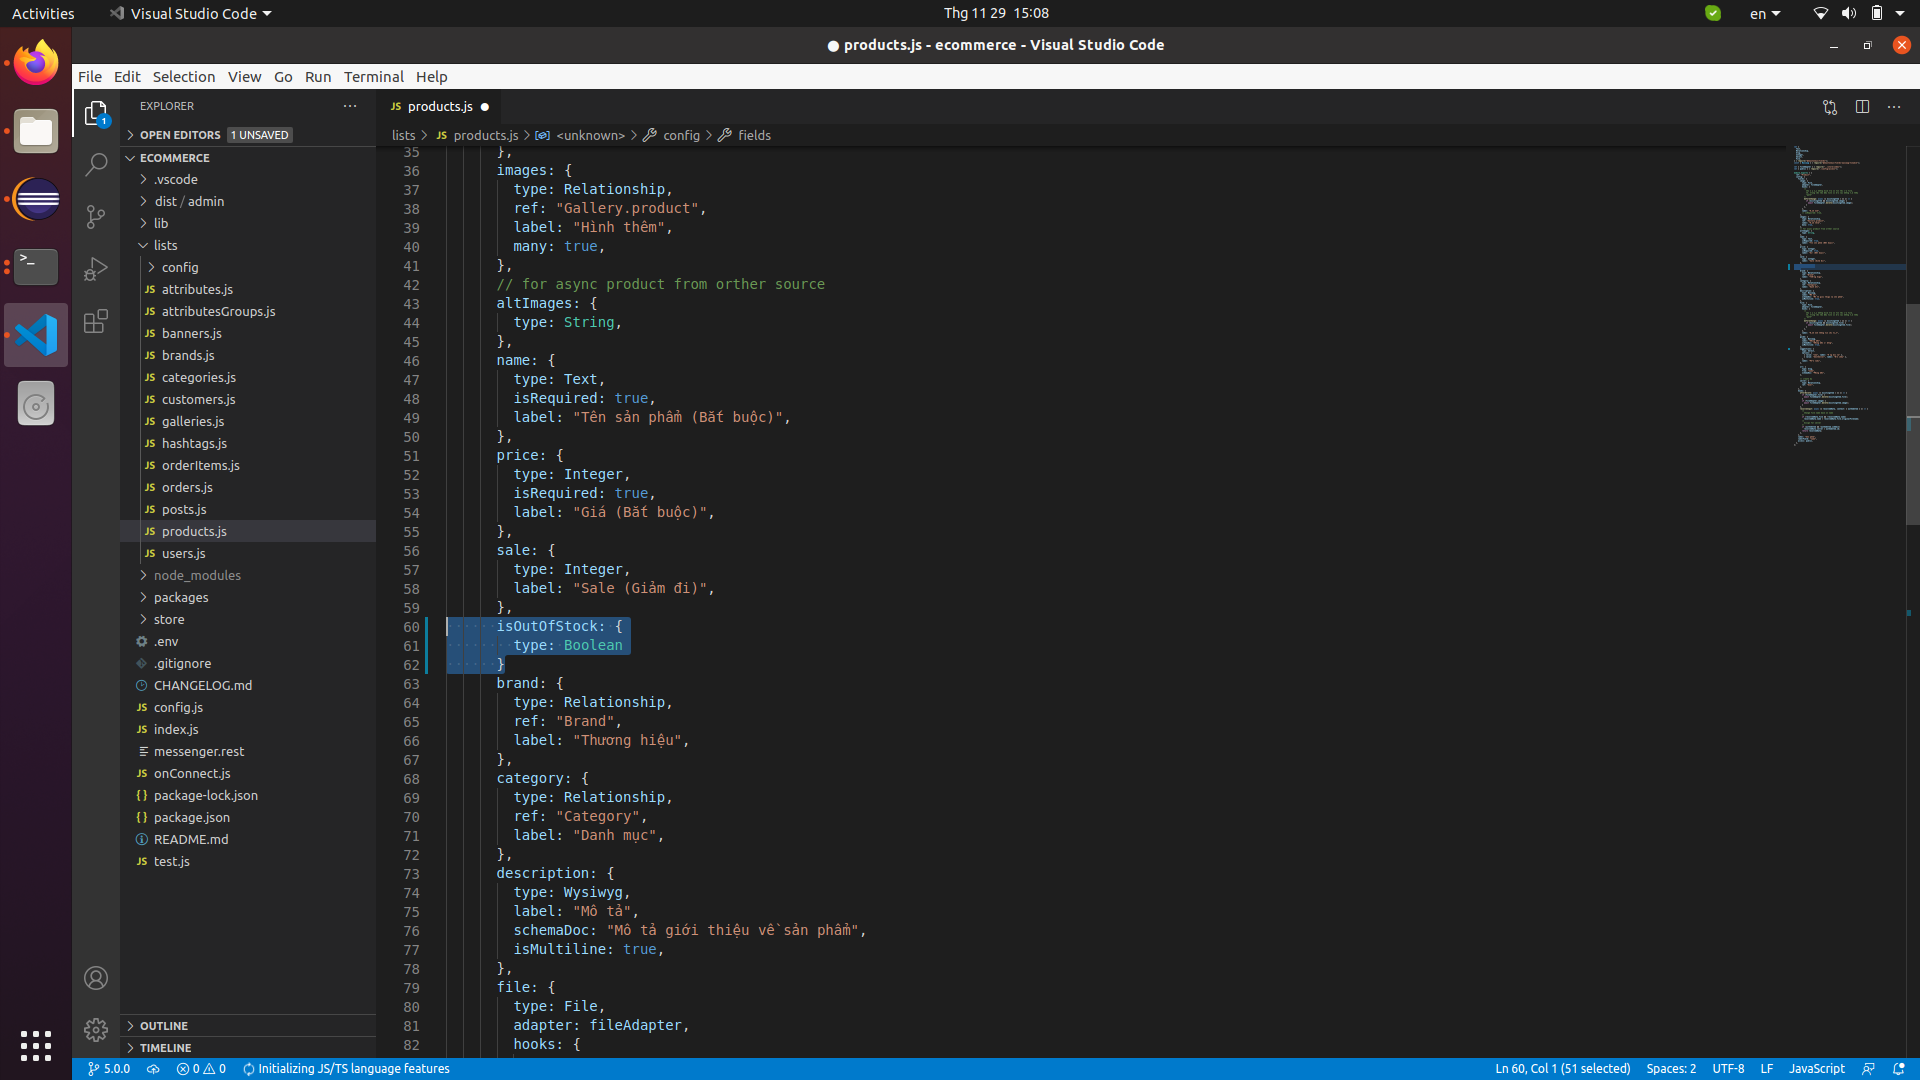 Activities
Visual Studio Code
Thg 11 29 15:08
en
products.js - ecommerce - Visual Studio Code
File Edit Selection View Go Run Terminal Help
EXPLORER
OPEN EDITORS 1 UNSAVED
ECOMMERCE
.vscode
dist / admin
lib
lists
config
attributes.js
attributesGroups.js
banners.js
brands.js
categories.js
customers.js
galleries.js
hashtags.js
orderItems.js
orders.js
posts.js
products.js
users.js
node_modules
packages
store
.env
.gitignore
CHANGELOG.md
config.js
index.js
messenger.rest
onConnect.js
package-lock.json
package.json
README.md
test.js
OUTLINE
TIMELINE
JS products.js
lists > JS products.js > <unknown> > config > fields
35 },
36 images: {
37 type: Relationship,
38 ref: "Gallery.product",
39 label: "Hình thêm",
40 many: true,
41 },
42 // for async product from orther source
43 altImages: {
44 type: String,
45 },
46 name: {
47 type: Text,
48 isRequired: true,
49 label: "Tên sản phẩm (Bắt buộc)",
50 },
51 price: {
52 type: Integer,
53 isRequired: true,
54 label: "Giá (Bắt buộc)",
55 },
56 sale: {
57 type: Integer,
58 label: "Sale (Giảm đi)",
59 },
60 isOutOfStock: {
61 type: Boolean
62 }
63 brand: {
64 type: Relationship,
65 ref: "Brand",
66 label: "Thương hiệu",
67 },
68 category: {
69 type: Relationship,
70 ref: "Category",
71 label: "Danh mục",
72 },
73 description: {
74 type: Wysiwyg,
75 label: "Mô tả",
76 schemaDoc: "Mô tả giới thiệu về sản phẩm",
77 isMultiline: true,
78 },
79 file: {
80 type: File,
81 adapter: fileAdapter,
82 hooks: {
5.0.0 0 0 Initializing JS/TS language features
Ln 60, Col 1 (51 selected) Spaces: 2 UTF-8 LF JavaScript